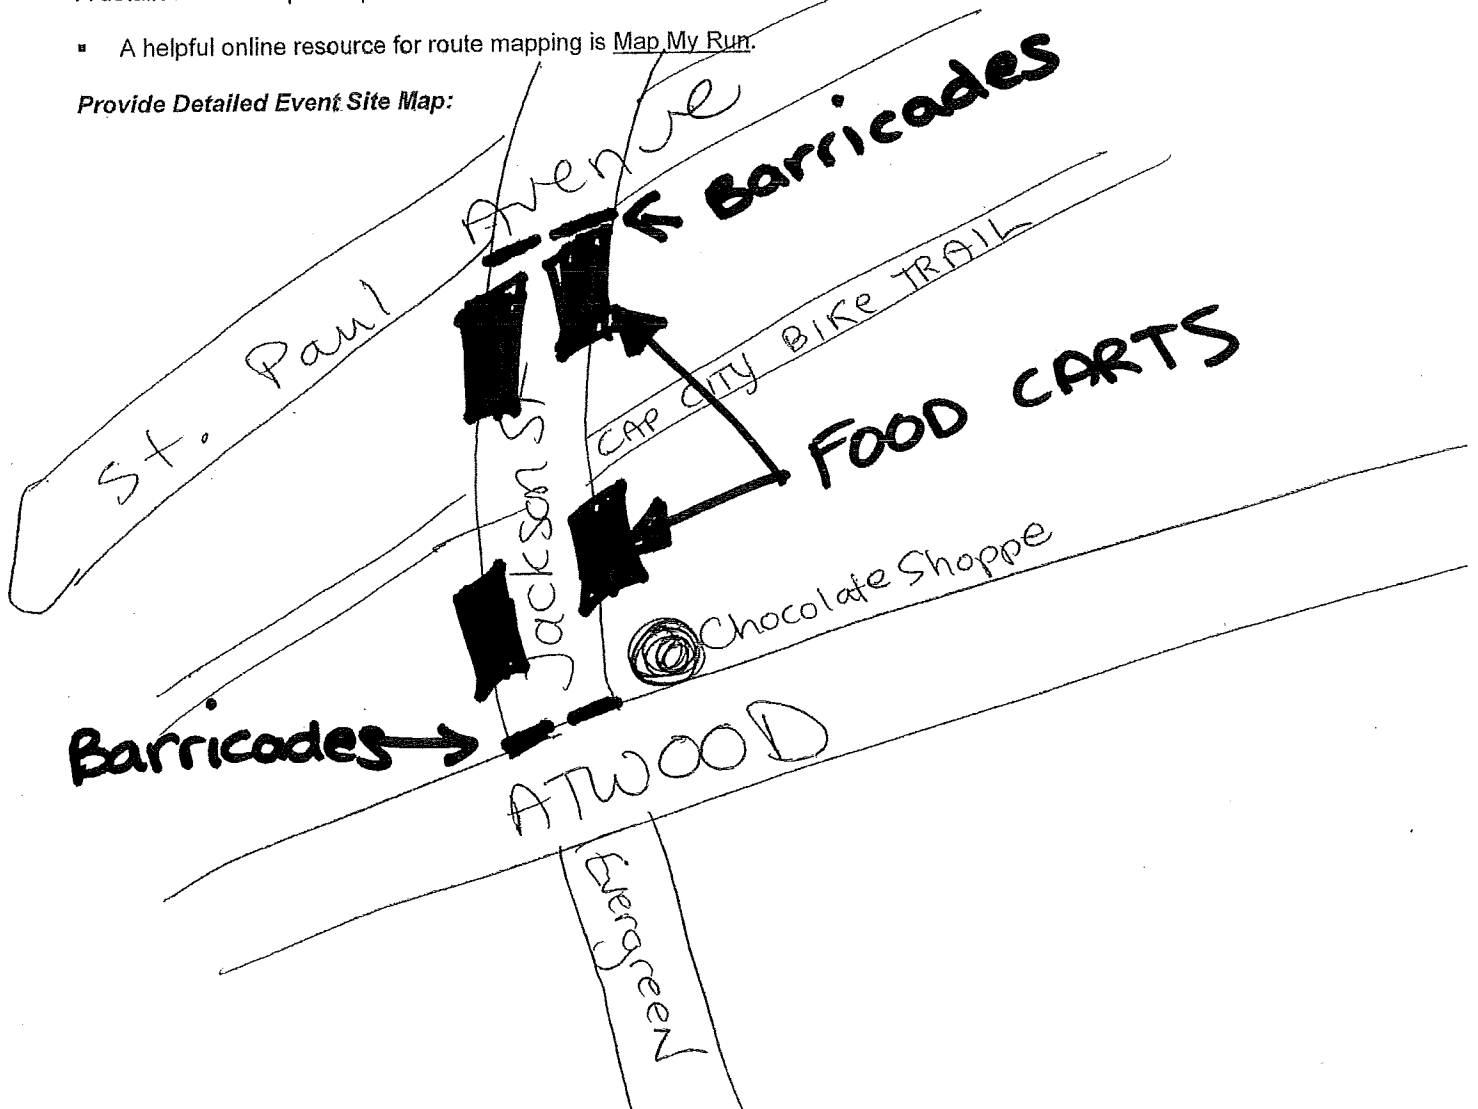 ▪ A helpful online resource for route mapping is Map My Run.
Provide Detailed Event Site Map:
Barricades
St. Paul Avenue
CAP CITY BIKE TRAIL
FOOD CARTS
Jackson St
Chocolate Shoppe
Barricades
ATWOOD
Evergreen